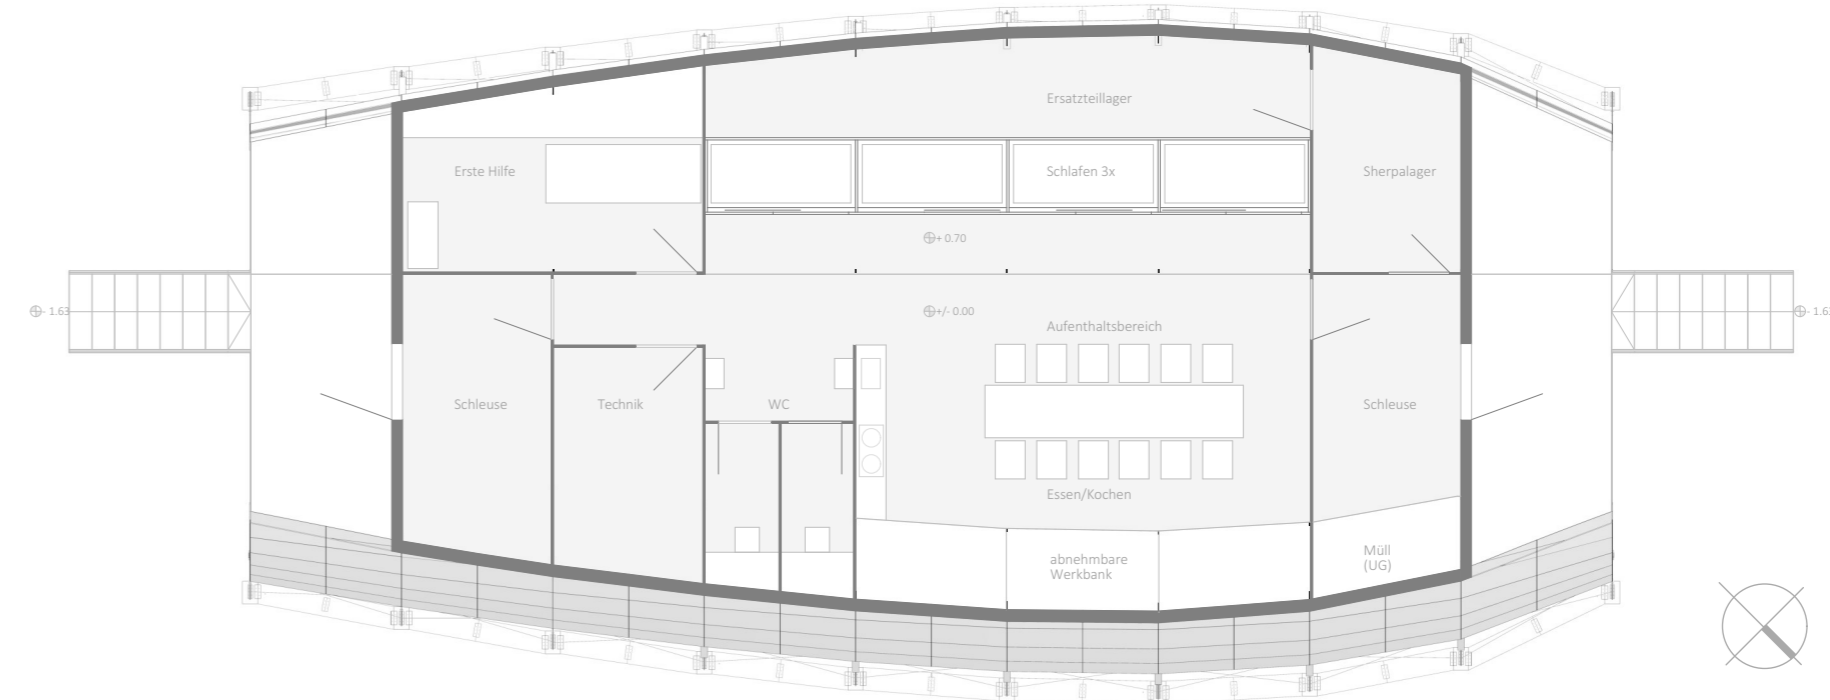 Ersatzteillager
Erste Hilfe
Schlafen 3x
Sherpalager
+ 0.70
- 1.63
+/- 0.00
- 1.6
Aufenthaltsbereich
Schleuse
Technik
WC
Schleuse
Essen/Kochen
abnehmbare
Werkbank
Müll
(UG)